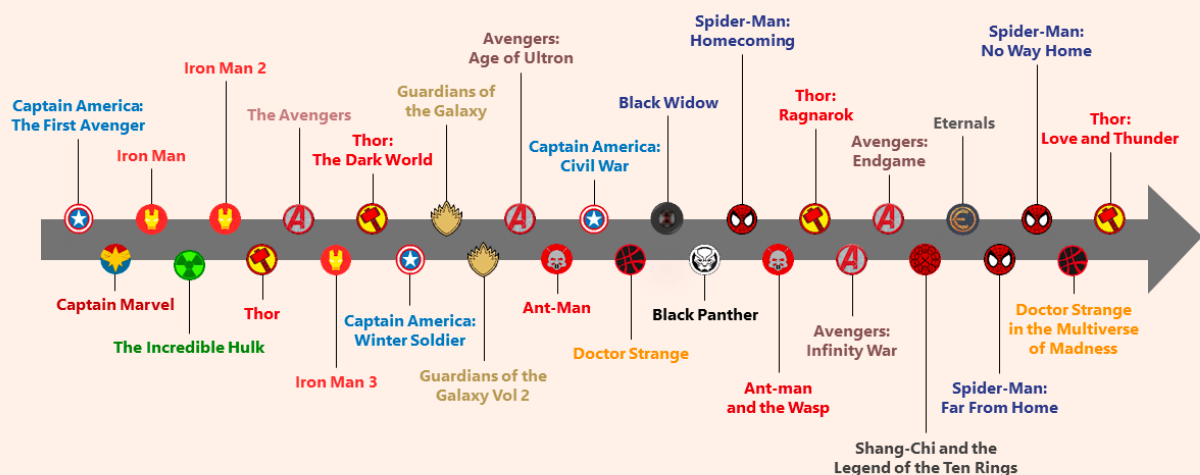 Captain America:
The First Avenger
Captain Marvel
Iron Man
The Incredible Hulk
Iron Man 2
Thor
The Avengers
Iron Man 3
Thor:
The Dark World
Captain America:
Winter Soldier
Guardians of
the Galaxy
Guardians of the
Galaxy Vol 2
Avengers:
Age of Ultron
Ant-Man
Captain America:
Civil War
Doctor Strange
Black Widow
Black Panther
Spider-Man:
Homecoming
Ant-man
and the Wasp
Thor:
Ragnarok
Avengers:
Infinity War
Avengers:
Endgame
Shang-Chi and the
Legend of the Ten Rings
Eternals
Spider-Man:
Far From Home
Spider-Man:
No Way Home
Doctor Strange
in the Multiverse
of Madness
Thor:
Love and Thunder